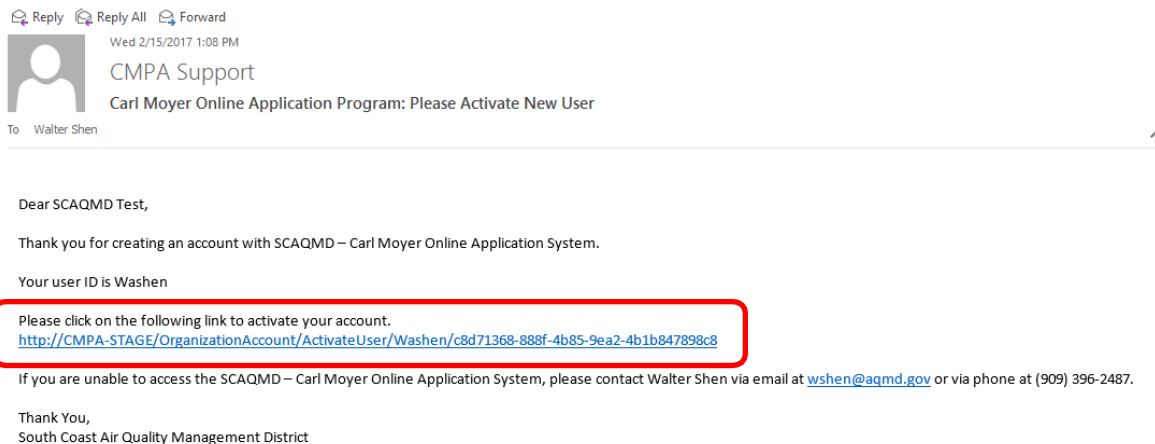 Reply Reply All Forward
Wed 2/15/2017 1:08 PM
CMPA Support
Carl Moyer Online Application Program: Please Activate New User
To Walter Shen
Dear SCAQMD Test,
Thank you for creating an account with SCAQMD – Carl Moyer Online Application System.
Your user ID is Washen
Please click on the following link to activate your account.
http://CMPA-STAGE/OrganizationAccount/ActivateUser/Washen/c8d71368-888f-4b85-9ea2-4b1b847898c8
If you are unable to access the SCAQMD – Carl Moyer Online Application System, please contact Walter Shen via email at wshen@aqmd.gov or via phone at (909) 396-2487.
Thank You,
South Coast Air Quality Management District